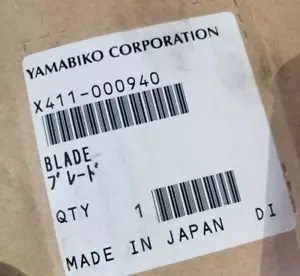 YAMABIKO CORPORATION
X411-000940
BLADE
ブレード
QTY 1
MADE IN JAPAN DI